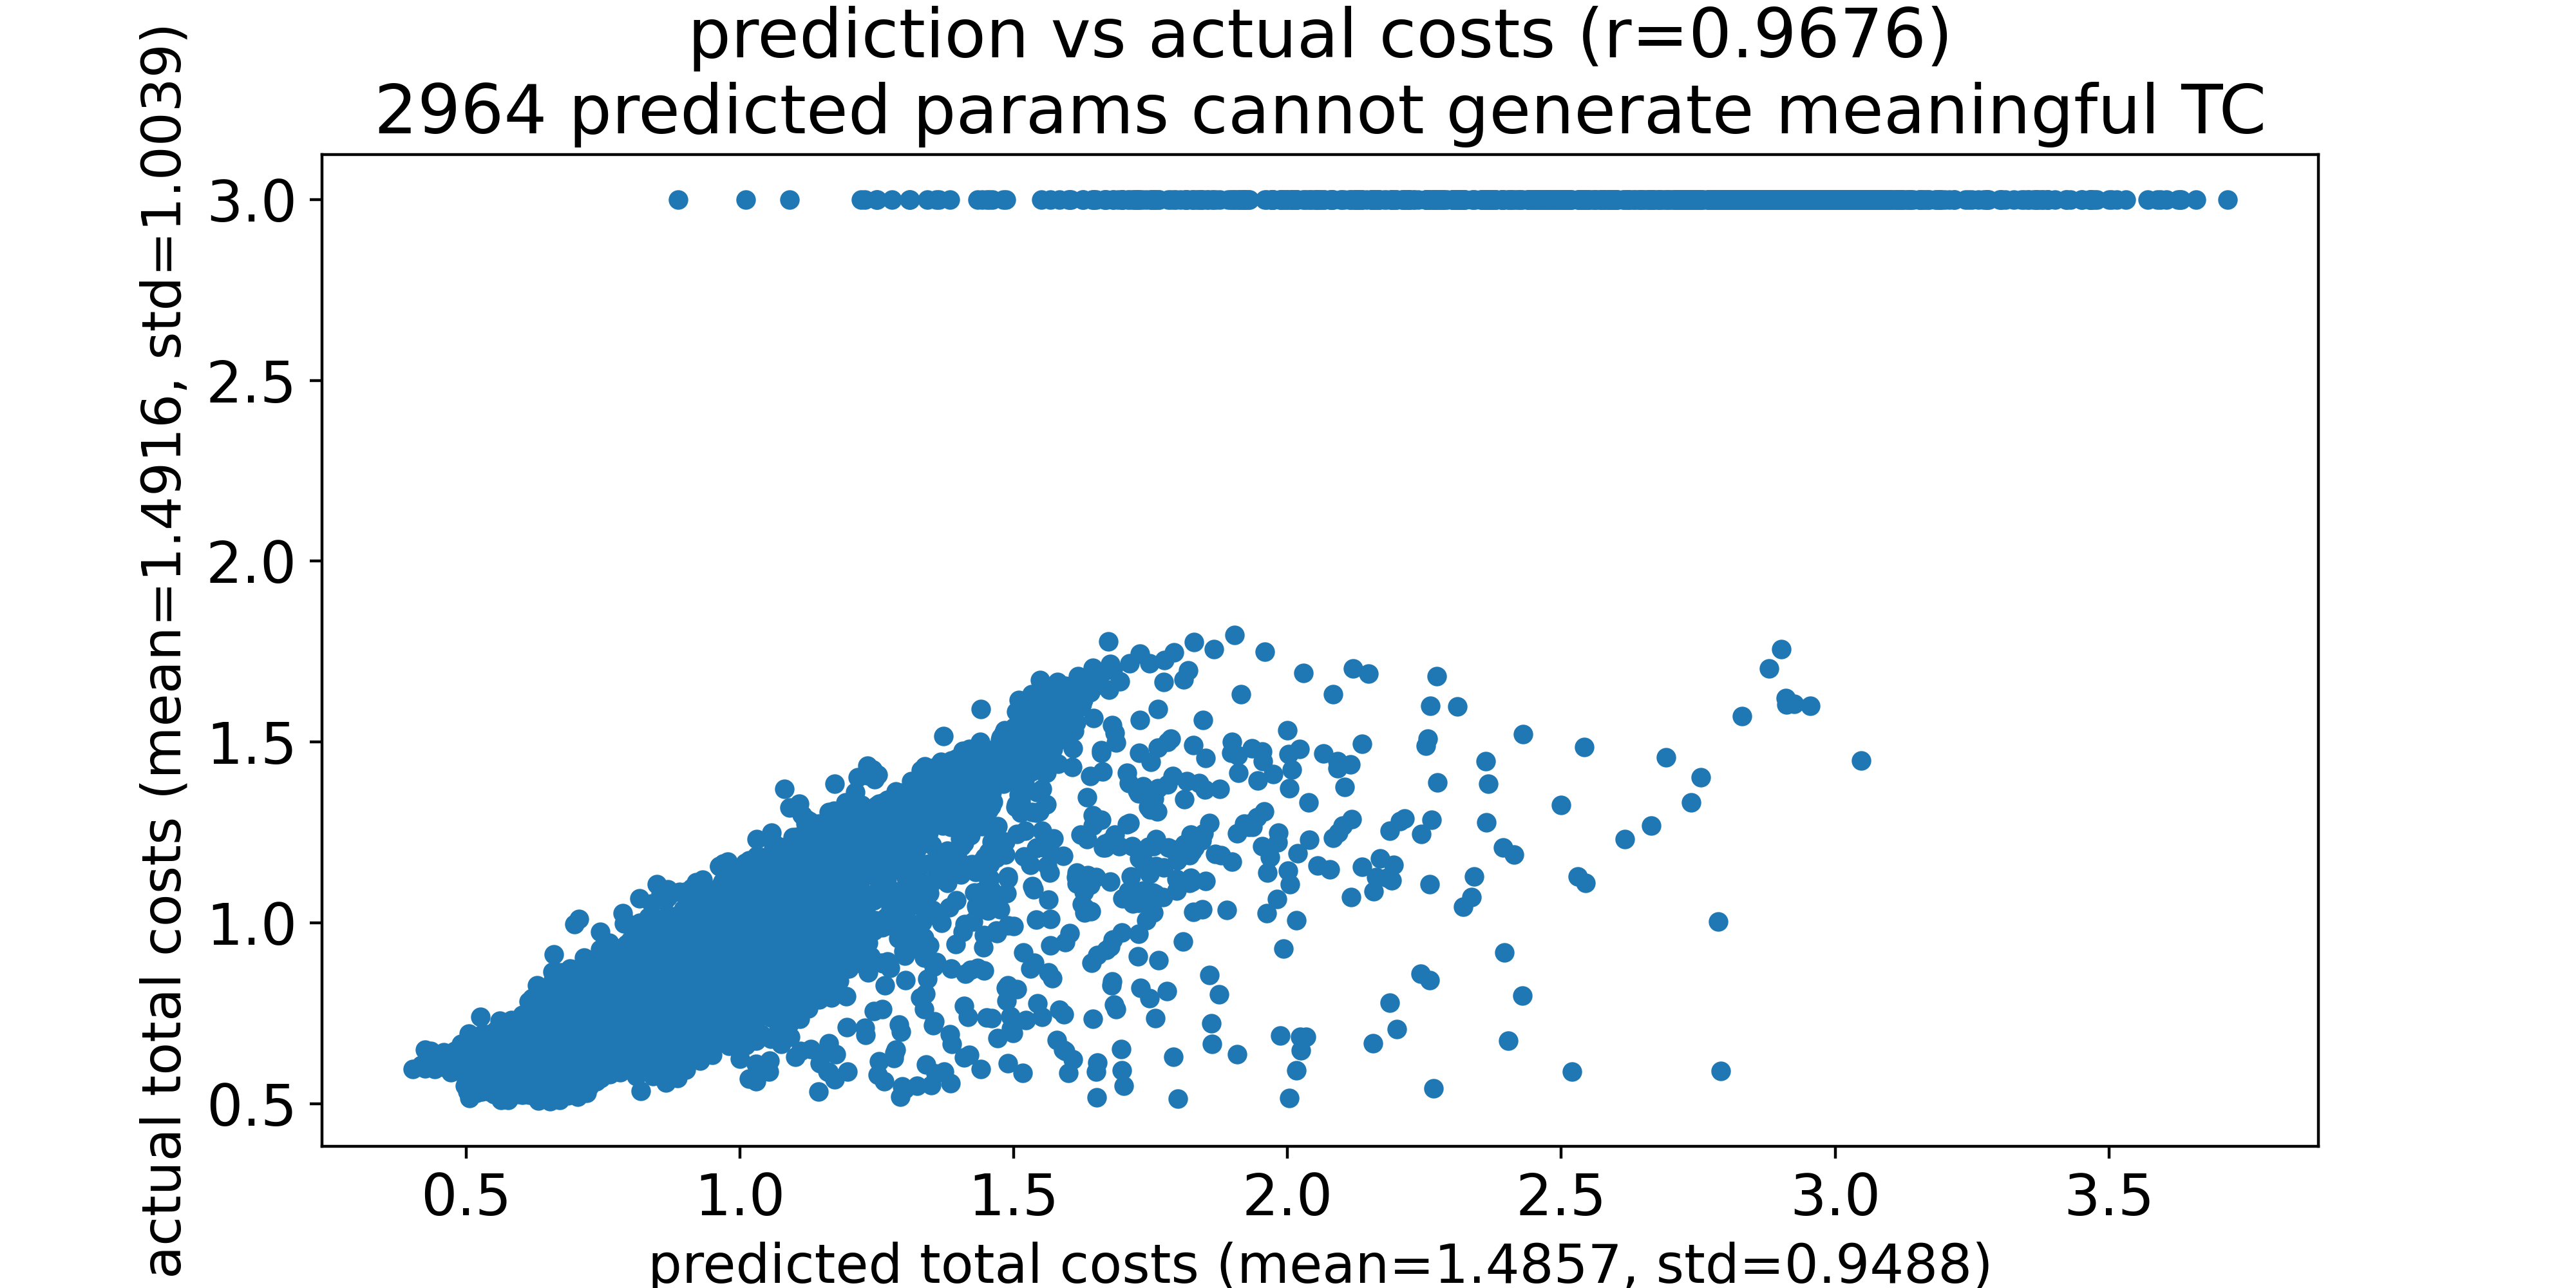 prediction vs actual costs (r=0.9676)
2964 predicted params cannot generate meaningful TC
actual total costs (mean=1.4916, std=1.0039)
3.0
2.5
2.0
1.5
1.0
0.5
0.5 1.0 1.5 2.0 2.5 3.0 3.5
predicted total costs (mean=1.4857, std=0.9488)